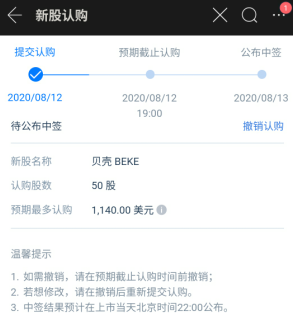 新股认购
1
提交认购 预期截止认购 公布中签
2020/08/12 2020/08/12 2020/08/13
19:00
待公布中签 撤销认购
新股名称 贝壳 BEKE
认购股数 50 股
预期最多认购 1,140.00 美元
温馨提示
1. 如需撤销，请在预期截止认购时间前撤销；
2. 若想修改，请在撤销后重新提交认购。
3. 中签结果预计在上市当天北京时间22:00公布。